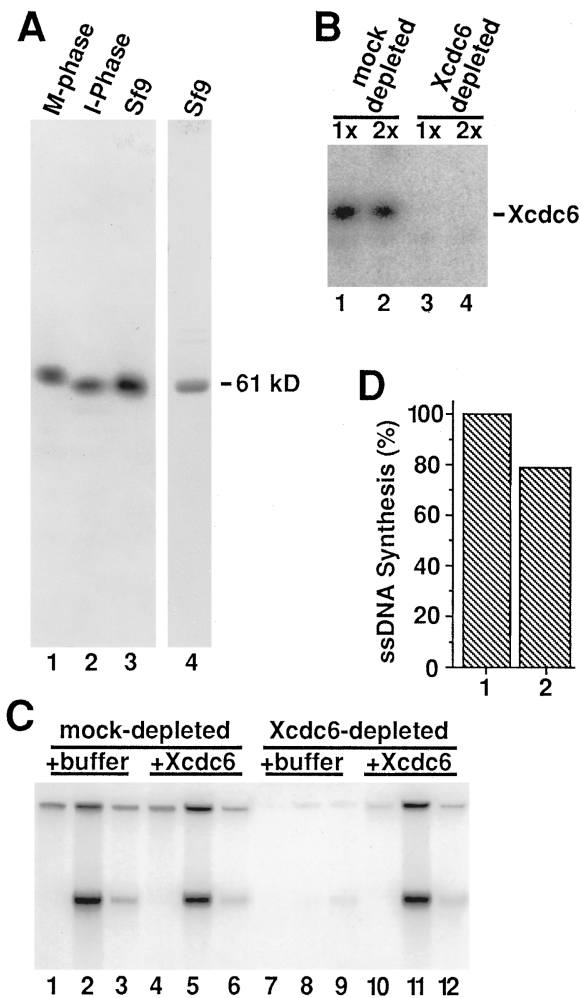 A
M-phase I-Phase Sf9 Sf9
-61 kD
1 2 3 4
B
mock depleted Xcdc6 depleted
1x 2x 1x 2x
-Xcdc6
1 2 3 4
C
mock-depleted Xcdc6-depleted
+buffer +Xcdc6 +buffer +Xcdc6
1 2 3 4 5 6 7 8 9 10 11 12
D
ssDNA Synthesis (%)
100
80
60
40
20
0
1 2